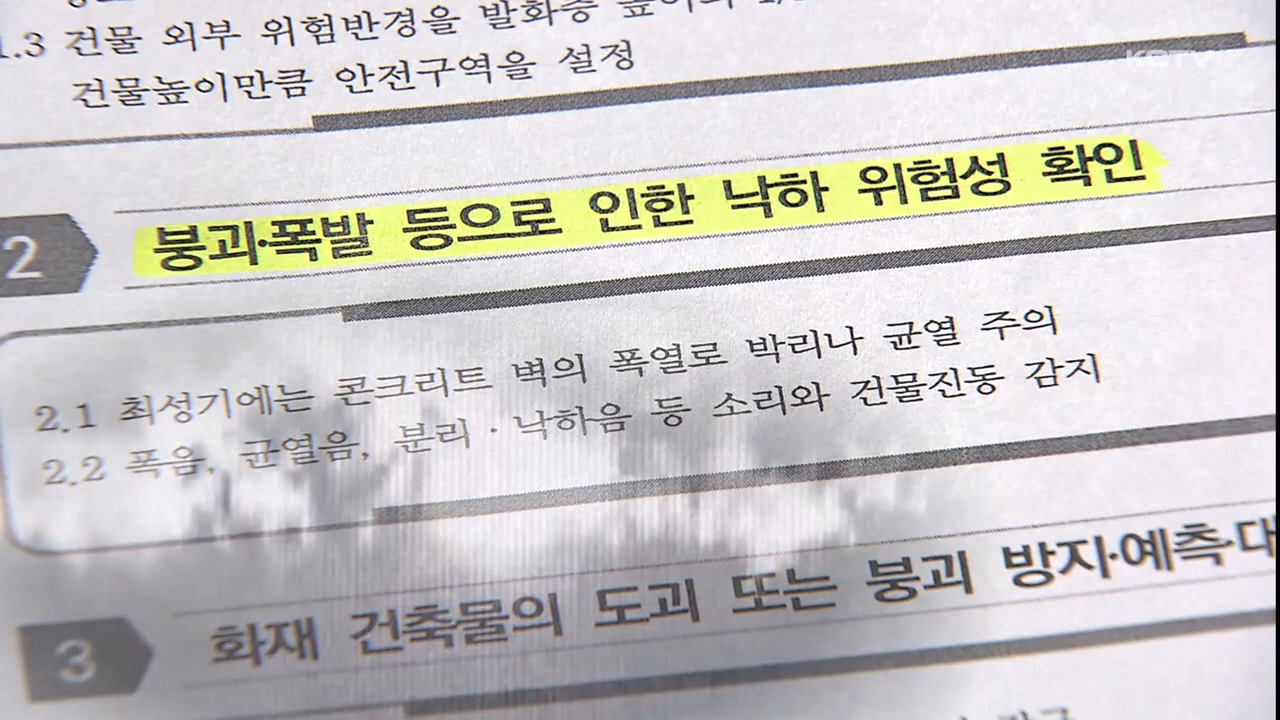 1.3 건물 외부 위험반경을 발화층 높이의
건물높이만큼 안전구역을 설정
2 붕괴·폭발 등으로 인한 낙하 위험성 확인
2.1 최성기에는 콘크리트 벽의 폭열로 박리나 균열 주의
2.2 폭음, 균열음, 분리·낙하음 등 소리와 건물진동 감지
3 화재 건축물의 도괴 또는 붕괴 방지·예측·대